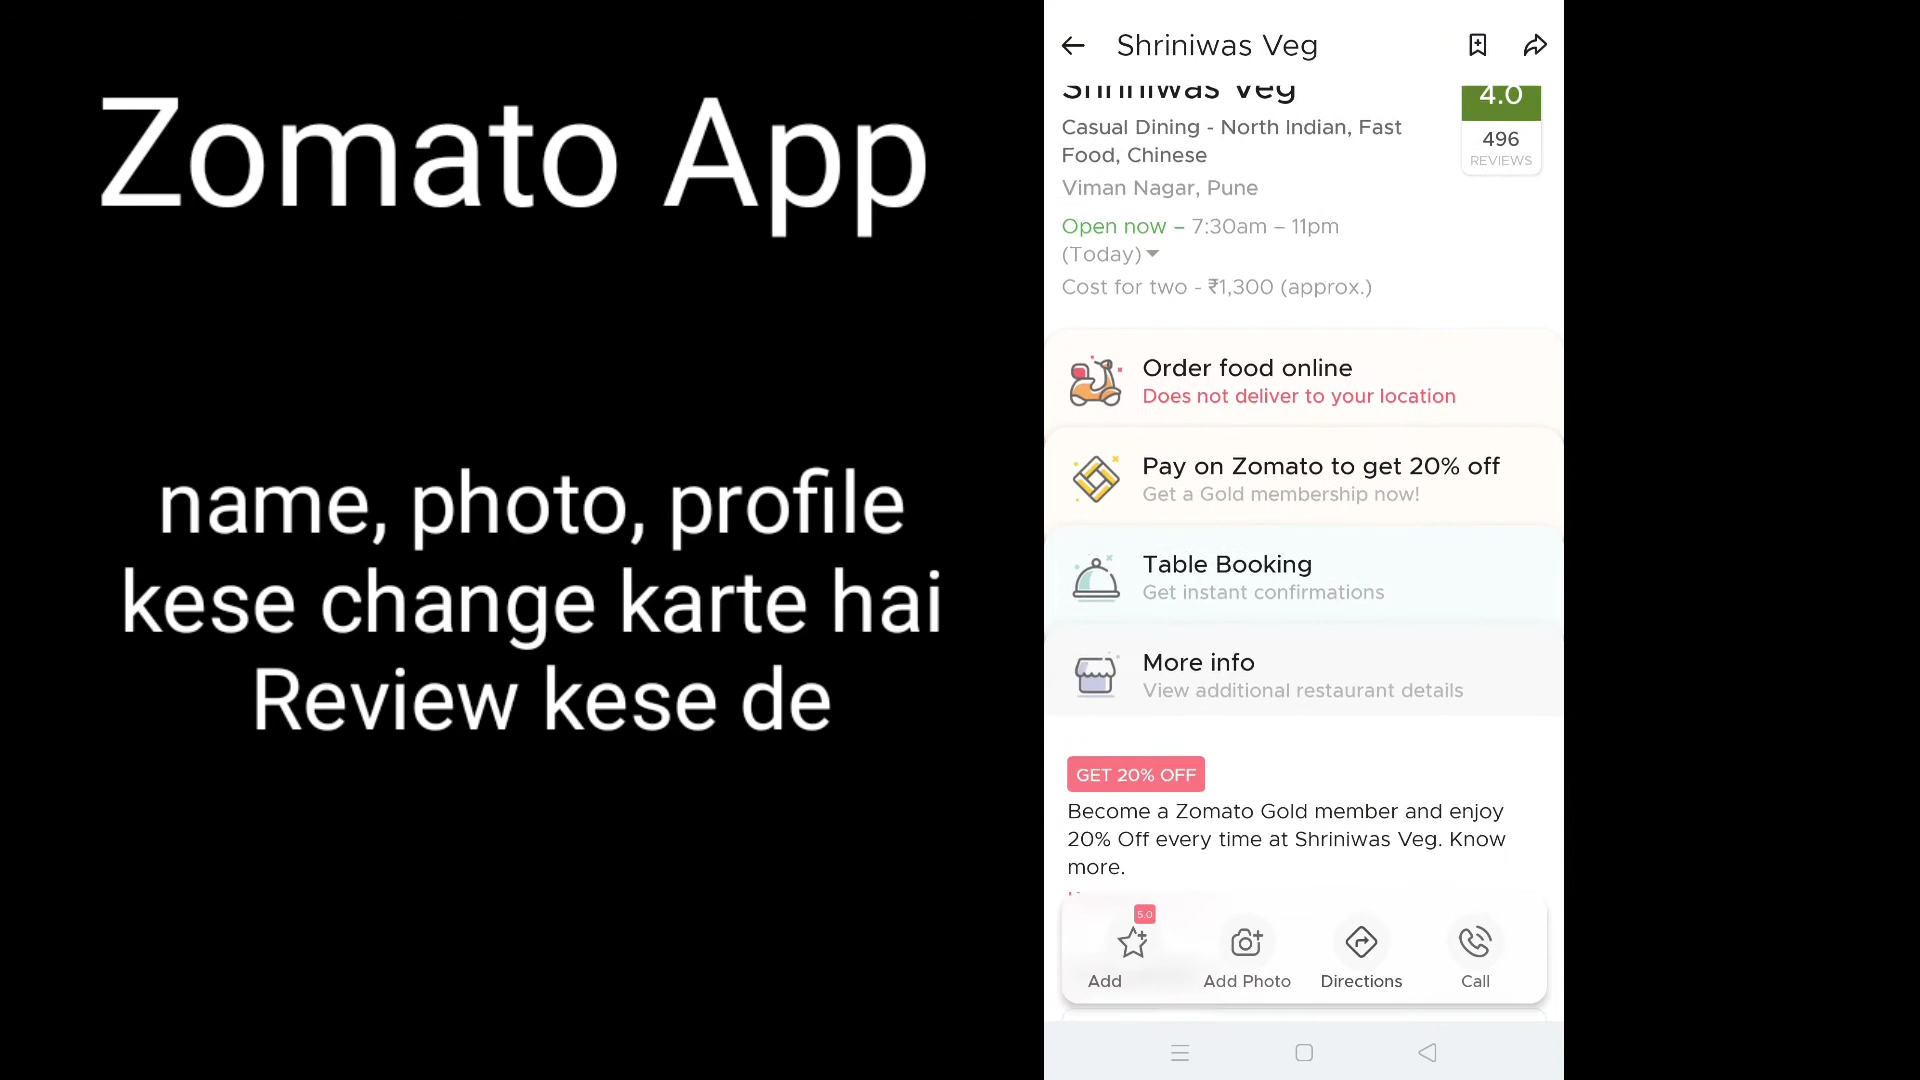 Zomato App
name, photo, profile
kese change karte hai
Review kese de
Shriniwas Veg
Shriniwas Veg
4.0
496
REVIEWS
Casual Dining - North Indian, Fast
Food, Chinese
Viman Nagar, Pune
Open now – 7:30am – 11pm
(Today)
Cost for two - ₹1,300 (approx.)
Order food online
Does not deliver to your location
Pay on Zomato to get 20% off
Get a Gold membership now!
Table Booking
Get instant confirmations
More info
View additional restaurant details
GET 20% OFF
Become a Zomato Gold member and enjoy
20% Off every time at Shriniwas Veg. Know
more.
5.0
Add
Add Photo
Directions
Call